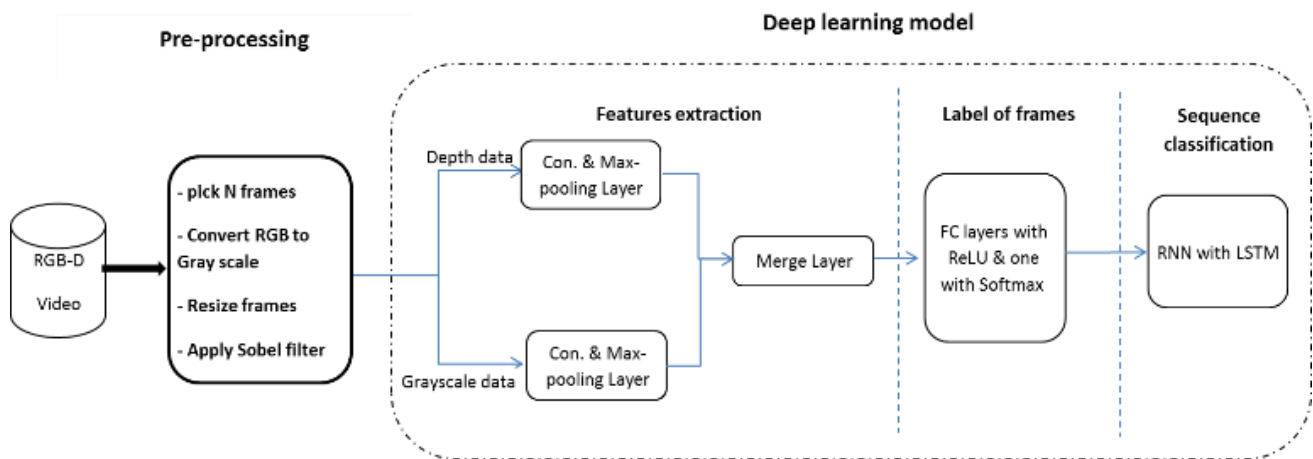 Pre-processing
Deep learning model
Features extraction
Label of frames
Sequence
classification
RGB-D
Video
- pIck N frames
- Convert RGB to
Gray scale
- Resize frames
- Apply Sobel filter
Depth data
Con. & Max-
pooling Layer
Grayscale data
Con. & Max-
pooling Layer
Merge Layer
FC layers with
ReLU & one
with Softmax
RNN with LSTM